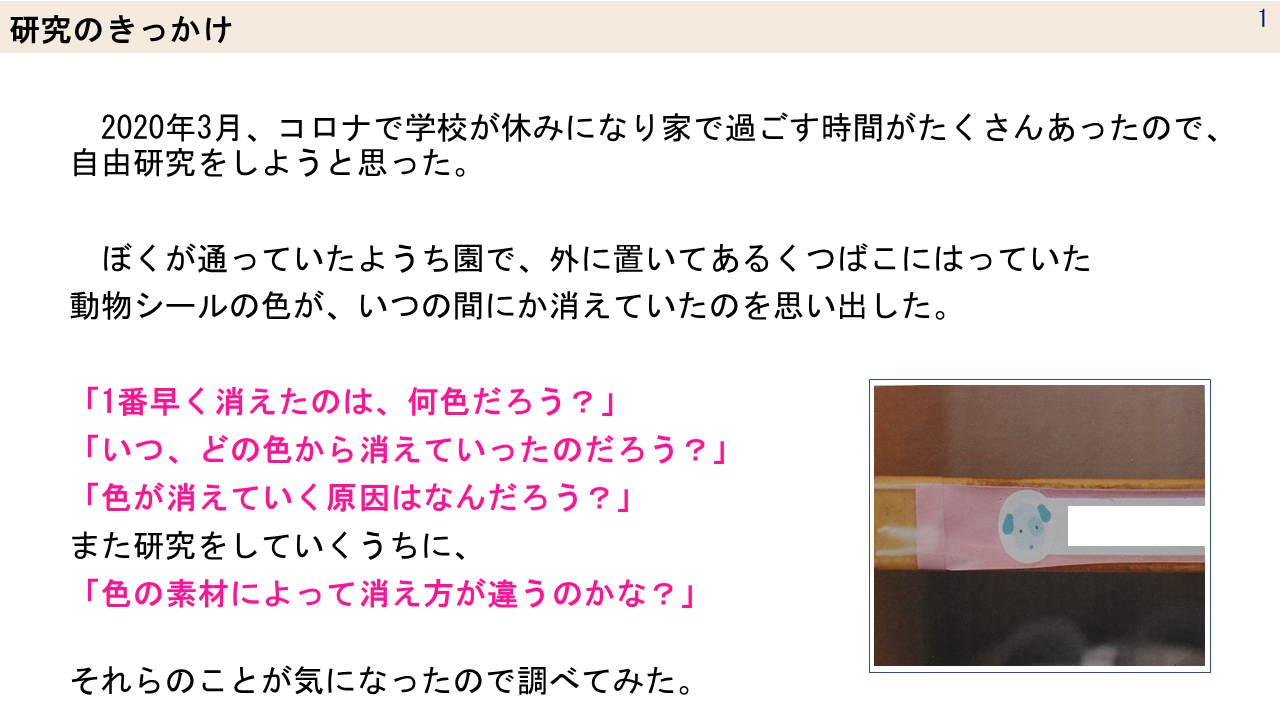 研究のきっかけ
1
2020年3月、コロナで学校が休みになり家で過ごす時間がたくさんあったので、
自由研究をしようと思った。
ぼくが通っていたようち園で、外に置いてあるくつばこにはっていた
動物シールの色が、いつの間にか消えていたのを思い出した。
「1番早く消えたのは、何色だろう？」
「いつ、どの色から消えていったのだろう？」
「色が消えていく原因はなんだろう？」
また研究をしていくうちに、
「色の素材によって消え方が違うのかな？」
それらのことが気になったので調べてみた。